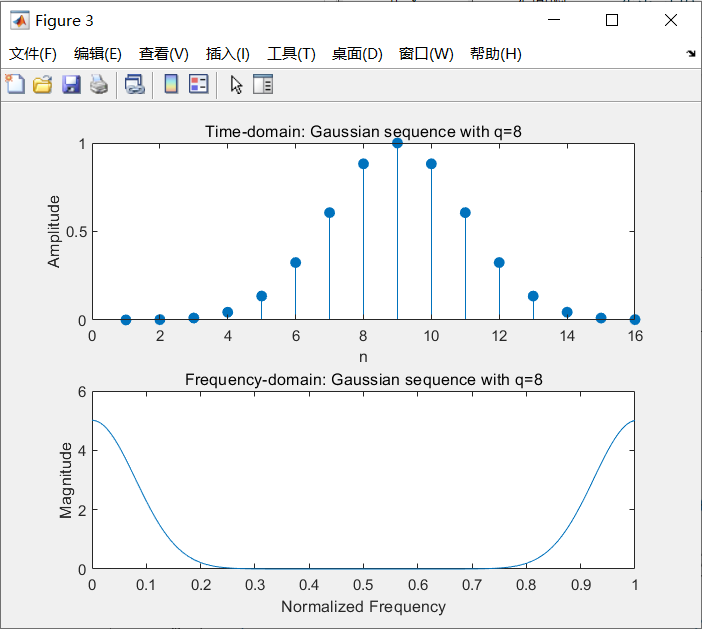 Figure 3
文件(F) 编辑(E) 查看(V) 插入(I) 工具(T) 桌面(D) 窗口(W) 帮助(H)
Time-domain: Gaussian sequence with q=8
1
0.5
0
Amplitude
0 2 4 6 8 10 12 14 16
n
Frequency-domain: Gaussian sequence with q=8
6
4
2
0
Magnitude
0 0.1 0.2 0.3 0.4 0.5 0.6 0.7 0.8 0.9 1
Normalized Frequency